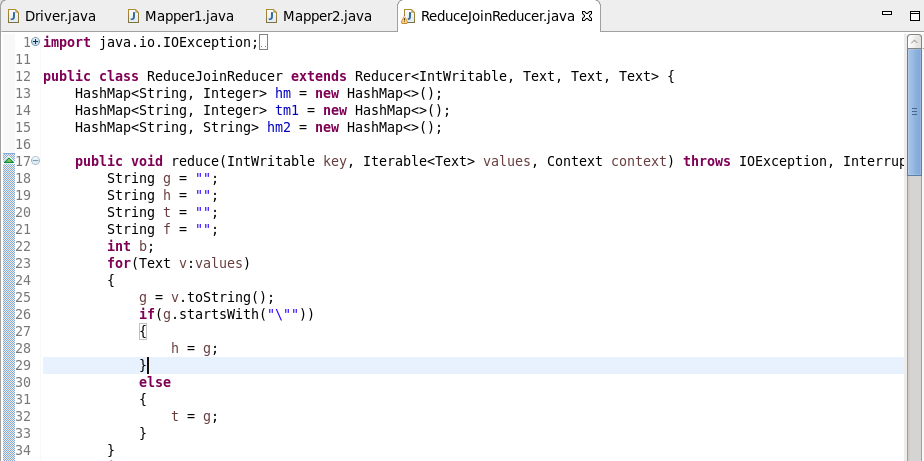 Driver.java Mapper1.java Mapper2.java ReduceJoinReducer.java
1 import java.io.IOException;
11
12 public class ReduceJoinReducer extends Reducer<IntWritable, Text, Text, Text> {
13 HashMap<String, Integer> hm = new HashMap<>();
14 HashMap<String, Integer> tm1 = new HashMap<>();
15 HashMap<String, String> hm2 = new HashMap<>();
16
17 public void reduce(IntWritable key, Iterable<Text> values, Context context) throws IOException, Interrup
18 String g = "";
19 String h = "";
20 String t = "";
21 String f = "";
22 int b;
23 for(Text v:values)
24 {
25 g = v.toString();
26 if(g.startsWith("\""))
27 {
28 h = g;
29 }
30 else
31 {
32 t = g;
33 }
34 }